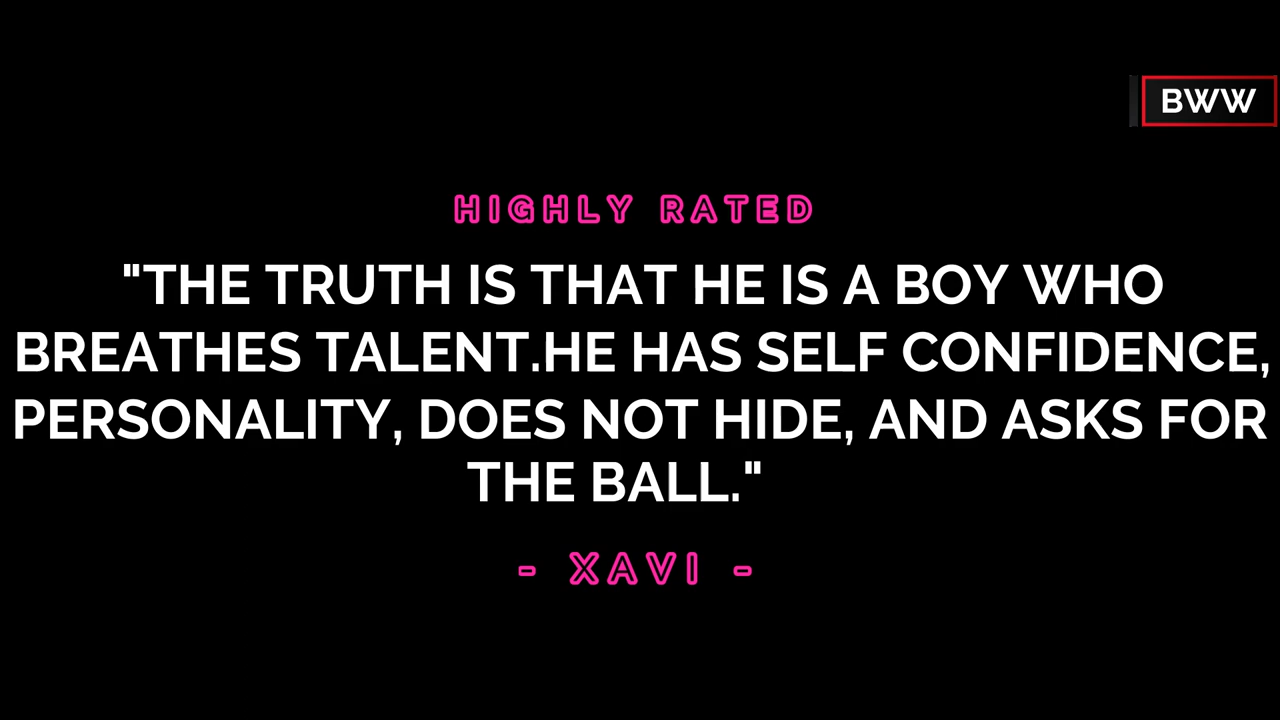 BWW
HIGHLY RATED
"THE TRUTH IS THAT HE IS A BOY WHO
BREATHES TALENT.HE HAS SELF CONFIDENCE,
PERSONALITY, DOES NOT HIDE, AND ASKS FOR
THE BALL."
- XAVI -